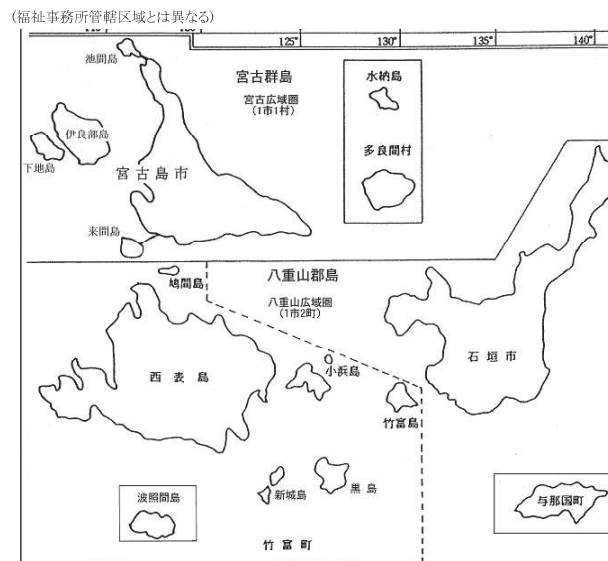 (福祉事務所管轄区域とは異なる)
125°
130°
135°
140°
池間島
宮古群島
宮古広域圏
(1市1村)
水納島
伊良部島
多良間村
下地島
宮古島市
来間島
鳩間島
八重山郡島
八重山広域圏
(1市2町)
西表島
小浜島
石垣市
竹富島
新城島
黒島
波照間島
与那国町
竹富町